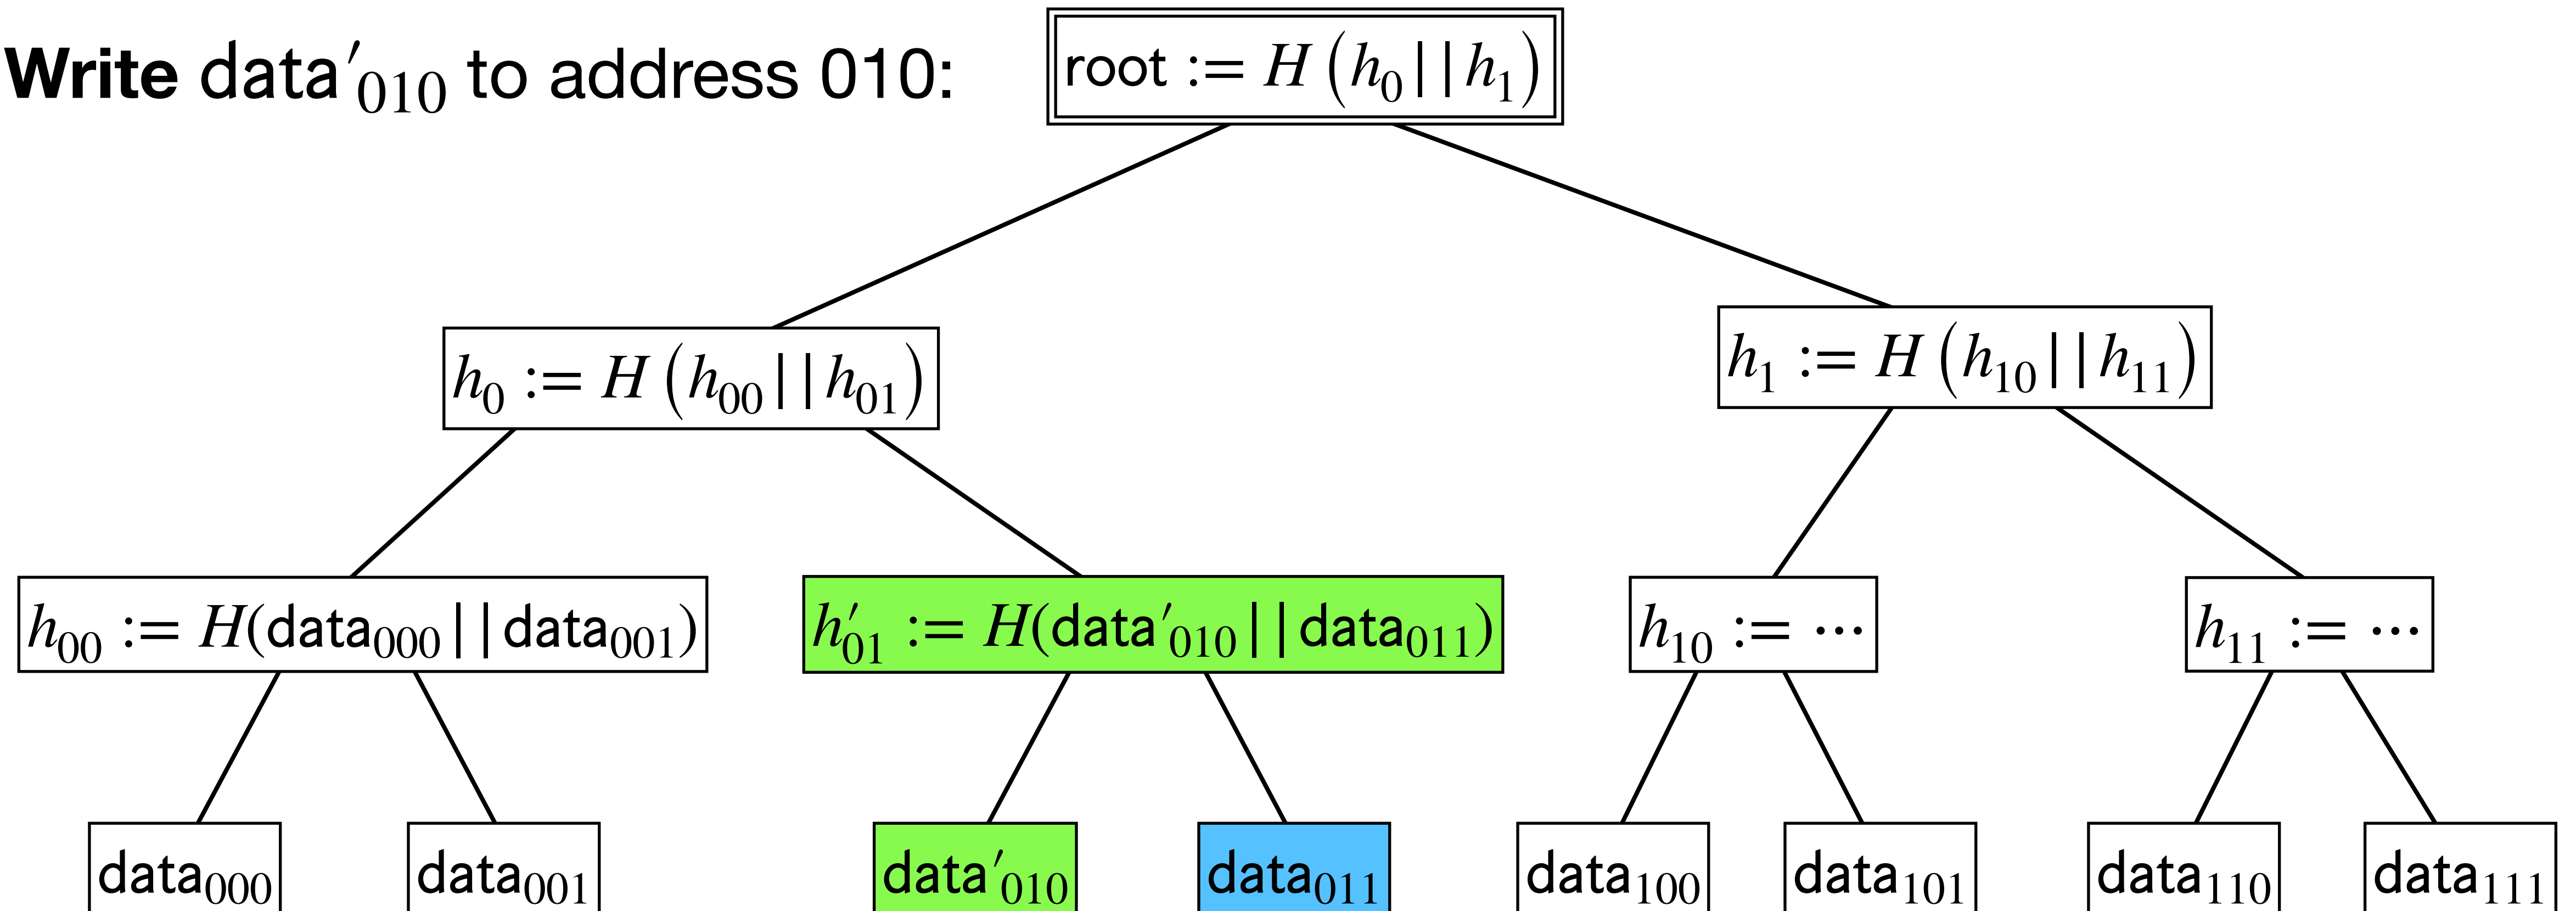 Write data′₀₁₀ to address 010:
root := H (h₀ || h₁)
h₀ := H (h₀₀ || h₀₁)
h₁ := H (h₁₀ || h₁₁)
h₀₀ := H(data₀₀₀ || data₀₀₁)
h′₀₁ := H(data′₀₁₀ || data₀₁₁)
h₁₀ := ⋯
h₁₁ := ⋯
data₀₀₀
data₀₀₁
data′₀₁₀
data₀₁₁
data₁₀₀
data₁₀₁
data₁₁₀
data₁₁₁